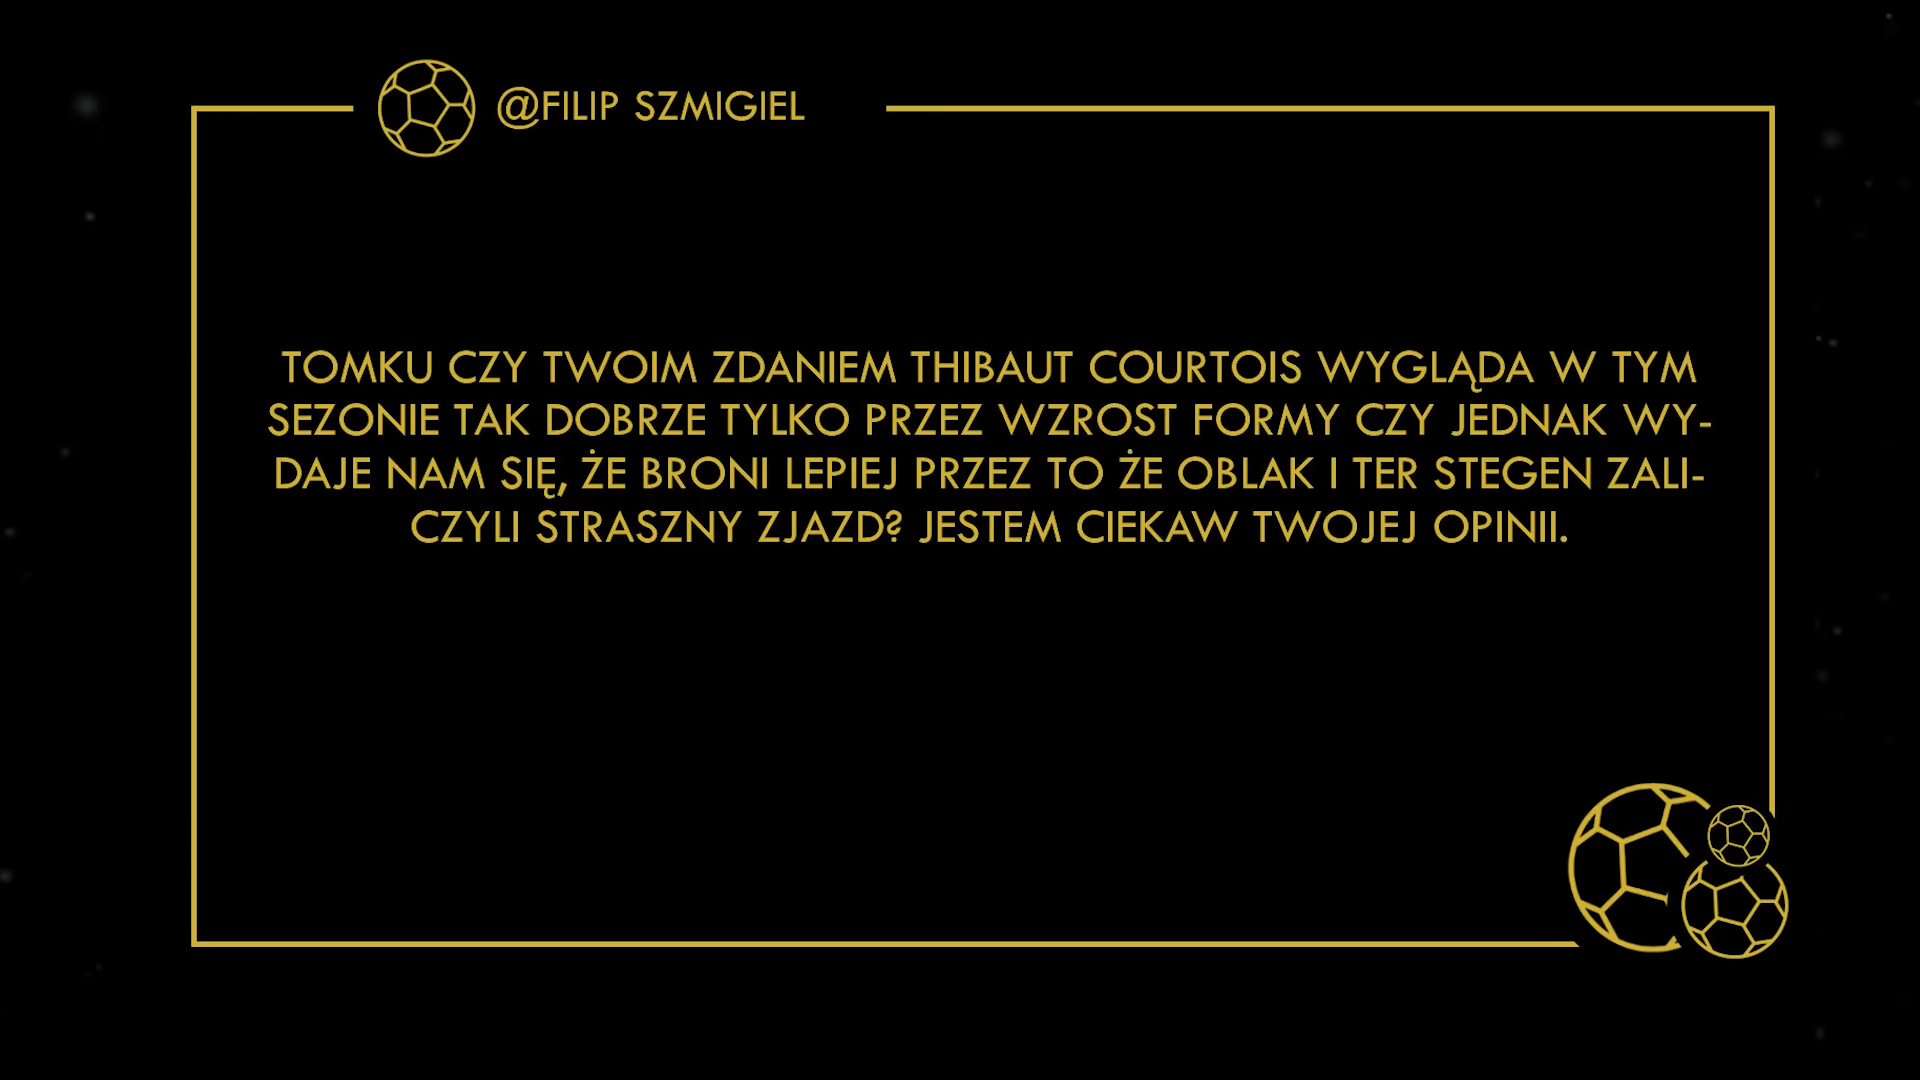 @FILIP SZMIGIEL
TOMKU CZY TWOIM ZDANIEM THIBAUT COURTOIS WYGLĄDA W TYM
SEZONIE TAK DOBRZE TYLKO PRZEZ WZROST FORMY CZY JEDNAK WY-
DAJE NAM SIĘ, ŻE BRONI LEPIEJ PRZEZ TO ŻE OBLAK I TER STEGEN ZALI-
CZYLI STRASZNY ZJAZD? JESTEM CIEKAW TWOJEJ OPINII.